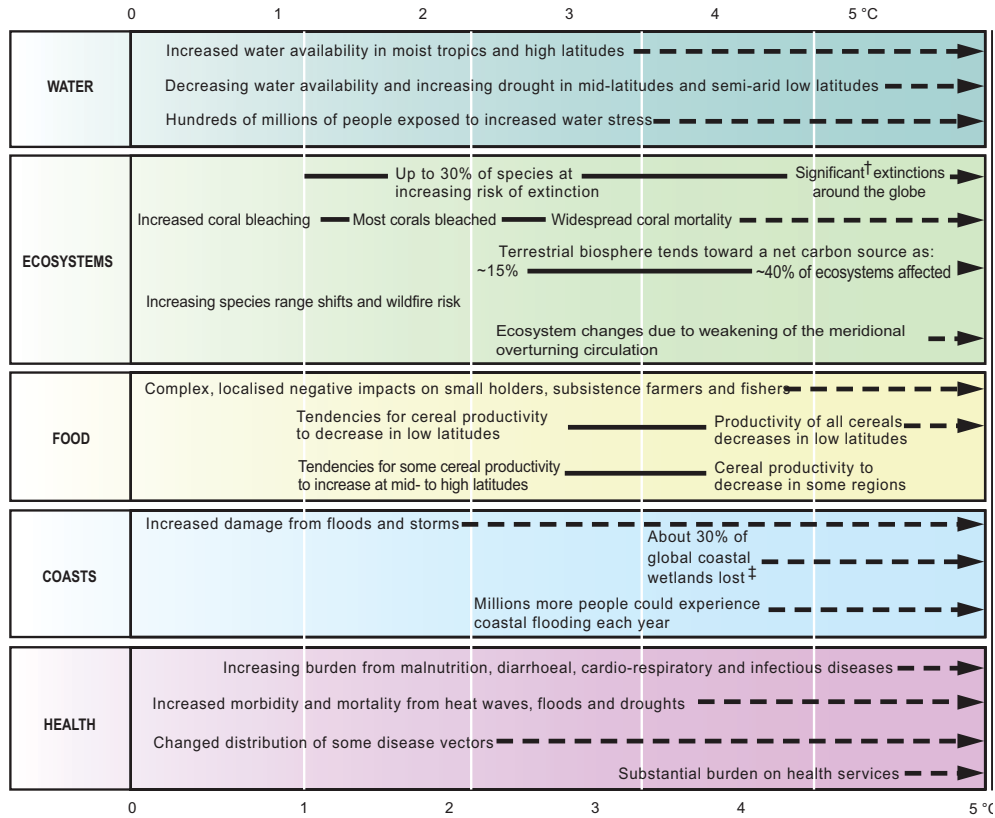 0 1 2 3 4 5 °C
WATER
Increased water availability in moist tropics and high latitudes
Decreasing water availability and increasing drought in mid-latitudes and semi-arid low latitudes
Hundreds of millions of people exposed to increased water stress
ECOSYSTEMS
Up to 30% of species at
increasing risk of extinction
Significant† extinctions
around the globe
Increased coral bleaching
Most corals bleached
Widespread coral mortality
Terrestrial biosphere tends toward a net carbon source as:
~15%
~40% of ecosystems affected
Increasing species range shifts and wildfire risk
Ecosystem changes due to weakening of the meridional
overturning circulation
FOOD
Complex, localised negative impacts on small holders, subsistence farmers and fishers
Tendencies for cereal productivity
to decrease in low latitudes
Productivity of all cereals
decreases in low latitudes
Tendencies for some cereal productivity
to increase at mid- to high latitudes
Cereal productivity to
decrease in some regions
COASTS
Increased damage from floods and storms
About 30% of
global coastal
wetlands lost‡
Millions more people could experience
coastal flooding each year
HEALTH
Increasing burden from malnutrition, diarrhoeal, cardio-respiratory and infectious diseases
Increased morbidity and mortality from heat waves, floods and droughts
Changed distribution of some disease vectors
Substantial burden on health services
0 1 2 3 4 5 °C